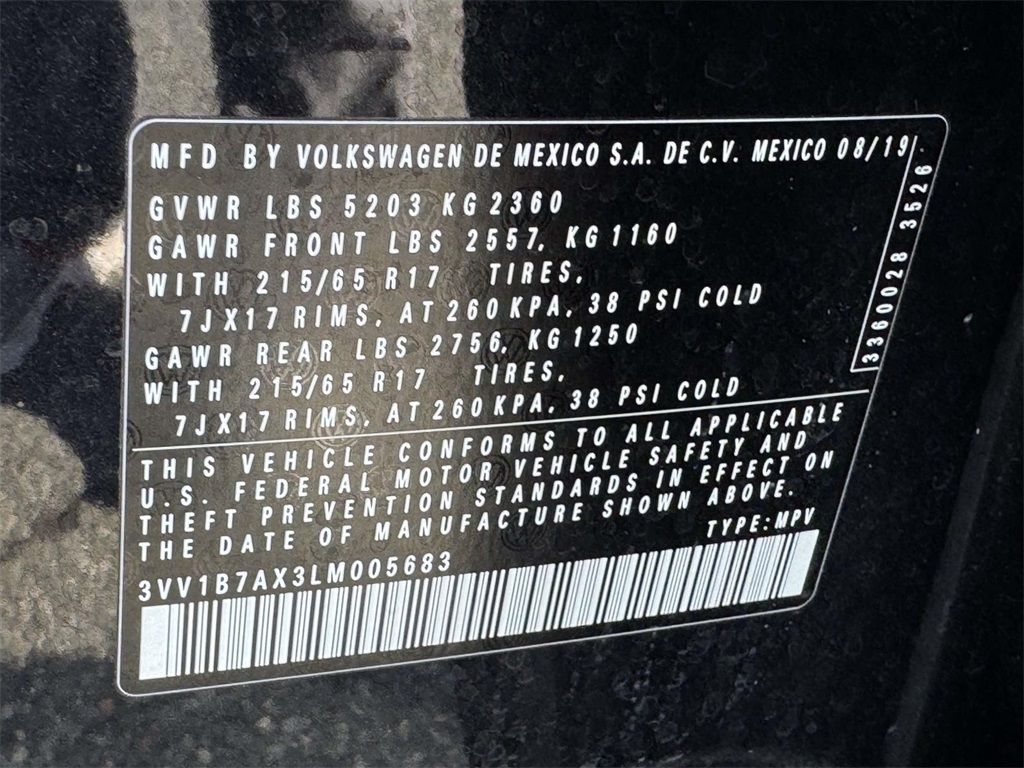 MFD BY VOLKSWAGEN DE MEXICO S.A. DE C.V. MEXICO 08/19
GVWR LBS 5203 KG 2360
GAWR FRONT LBS 2557, KG 1160
WITH 215/65 R17 TIRES,
7JX17 RIMS, AT 260 KPA, 38 PSI COLD
GAWR REAR LBS 2756, KG 1250
WITH 215/65 R17 TIRES,
7JX17 RIMS, AT 260 KPA, 38 PSI COLD
3360028 3526
THIS VEHICLE CONFORMS TO ALL APPLICABLE
U.S. FEDERAL MOTOR VEHICLE SAFETY AND
THEFT PREVENTION STANDARDS IN EFFECT ON
THE DATE OF MANUFACTURE SHOWN ABOVE.
TYPE: MPV
3VV1B7AX3LM005683